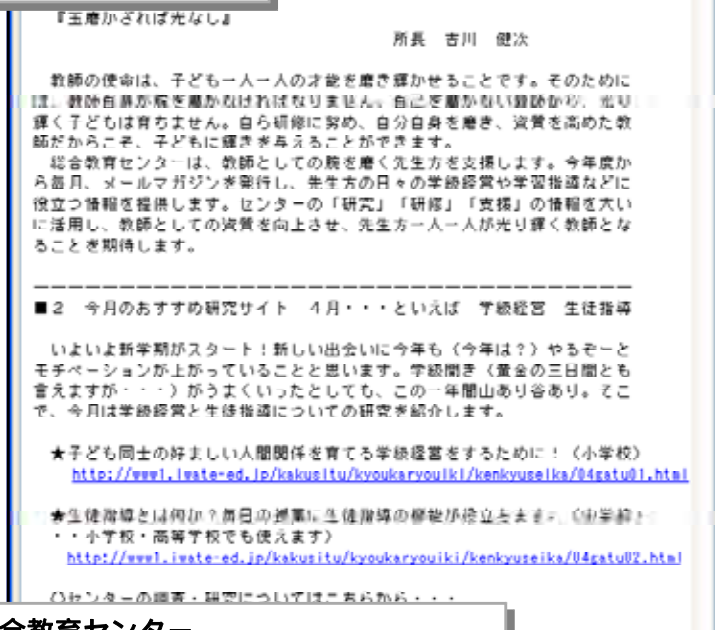 『玉磨かざれば光なし』
所長 吉川 健次
教師の使命は、子ども一人一人の才能を磨き輝かせることです。そのために
は、教師自身が腕を磨かなければなりません。自己を磨かない教師から、光り
輝く子どもは育ちません。自ら研修に努め、自分自身を磨き、資質を高めた教
師だからこそ、子どもに輝きを与えることができます。
総合教育センターは、教師としての腕を磨く先生方を支援します。今年度か
ら毎月、メールマガジンを発行し、先生方の日々の学級経営や学習指導などに
役立つ情報を提供します。センターの「研究」「研修」「支援」の情報を大い
に活用し、教師としての資質を向上させ、先生方一人一人が光り輝く教師とな
ることを期待します。
■2 今月のおすすめ研究サイト 4月・・・といえば 学級経営 生徒指導
いよいよ新学期がスタート！新しい出会いに今年も（今年は？）やるぞーと
モチベーションが上がっていることと思います。学級開き（黄金の三日間とも
言えますが・・・）がうまくいったとしても、この一年間山あり谷あり。そこ
で、今月は学級経営と生徒指導についての研究を紹介します。
★子ども同士の好ましい人間関係を育てる学級経営をするために！（小学校）
http://www1.iwate-ed.jp/kakusitu/kyoukaryouiki/kenkyuseika/04gatu01.html
★生徒指導とは何か？毎日の授業に生徒指導の機能が役立ちます。（中学校・
・・小学校・高等学校でも使えます）
http://www1.iwate-ed.jp/kakusitu/kyoukaryouiki/kenkyuseika/04gatu02.html
○センターの調査・研究についてはこちらから・・・
合教育センター